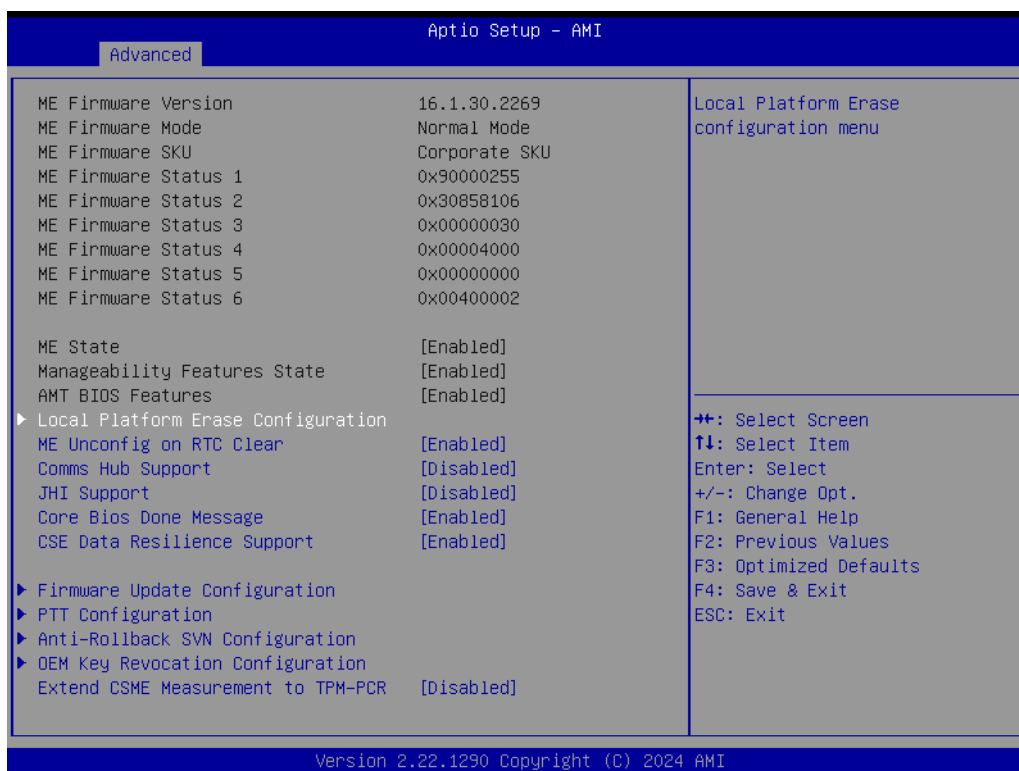 Aptio Setup - AMI
Advanced
ME Firmware Version 16.1.30.2269
ME Firmware Mode Normal Mode
ME Firmware SKU Corporate SKU
ME Firmware Status 1 0x90000255
ME Firmware Status 2 0x30858106
ME Firmware Status 3 0x00000030
ME Firmware Status 4 0x00004000
ME Firmware Status 5 0x00000000
ME Firmware Status 6 0x00400002
ME State [Enabled]
Manageability Features State [Enabled]
AMT BIOS Features [Enabled]
Local Platform Erase Configuration
ME Unconfig on RTC Clear [Enabled]
Comms Hub Support [Disabled]
JHI Support [Disabled]
Core Bios Done Message [Enabled]
CSE Data Resilience Support [Enabled]
Firmware Update Configuration
PTT Configuration
Anti-Rollback SVN Configuration
OEM Key Revocation Configuration
Extend CSME Measurement to TPM-PCR [Disabled]
Local Platform Erase
configuration menu
→←: Select Screen
↑↓: Select Item
Enter: Select
+/-: Change Opt.
F1: General Help
F2: Previous Values
F3: Optimized Defaults
F4: Save & Exit
ESC: Exit
Version 2.22.1290 Copyright (C) 2024 AMI